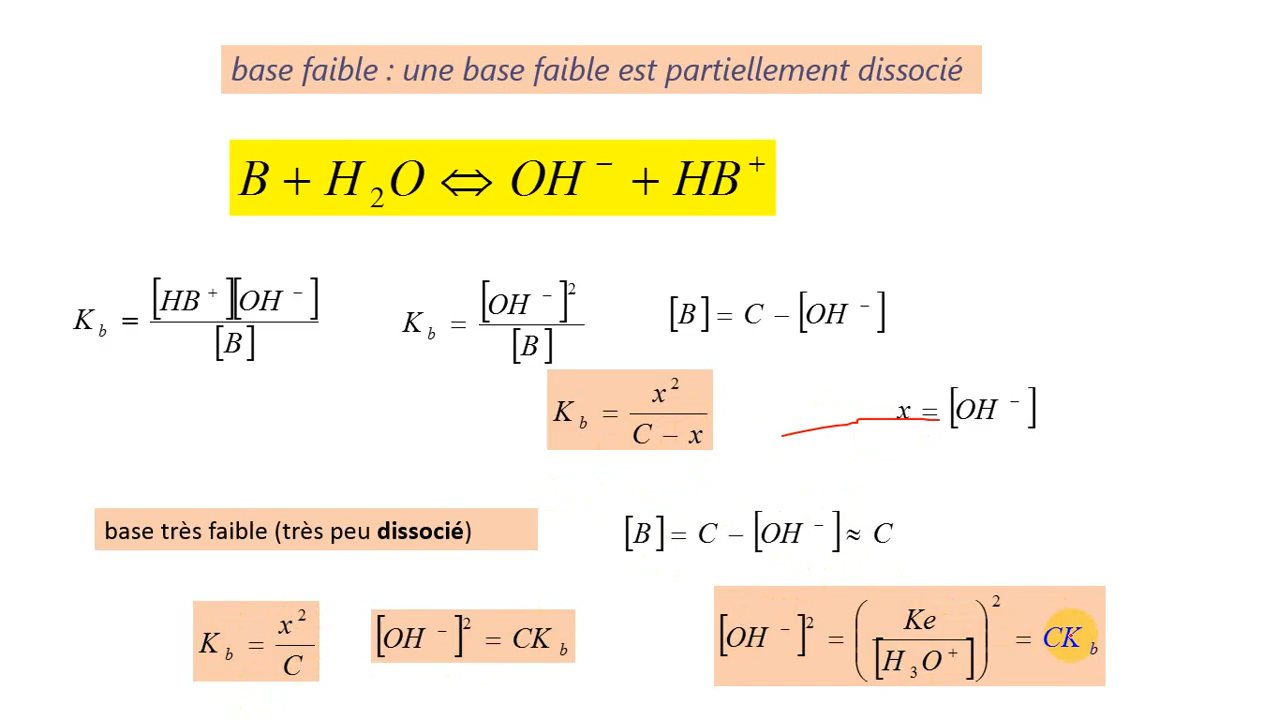 base faible : une base faible est partiellement dissocié
B + H₂O ⇔ OH⁻ + HB⁺
K_b = [HB⁺][OH⁻] / [B]
K_b = [OH⁻]² / [B]
[B] = C − [OH⁻]
K_b = x² / (C − x)
x = [OH⁻]
base très faible (très peu dissocié)
[B] = C − [OH⁻] ≈ C
K_b = x² / C
[OH⁻]² = CK_b
[OH⁻]² = (Ke / [H₃O⁺])² = CK_b